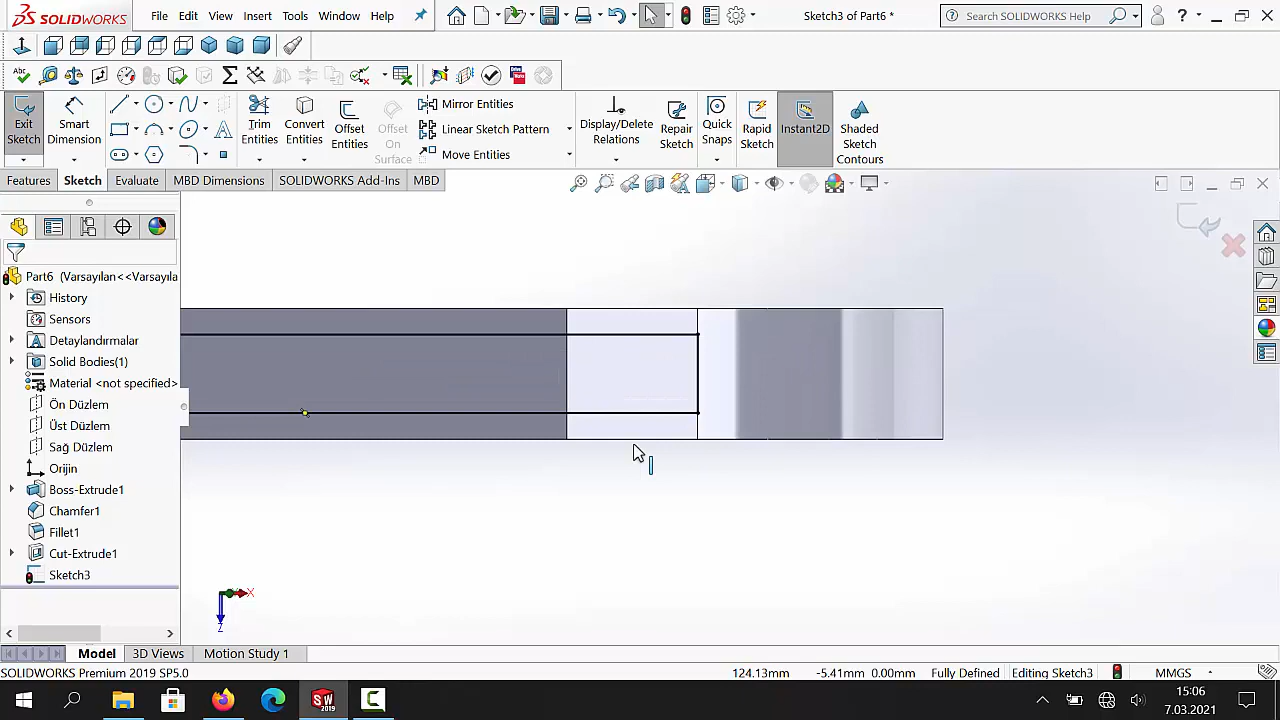 SOLIDWORKS
File Edit View Insert Tools Window Help
Sketch3 of Part6 *
Search SOLIDWORKS Help
Exit Sketch
Smart Dimension
Trim Entities
Convert Entities
Offset Entities
Offset On Surface
Mirror Entities
Linear Sketch Pattern
Move Entities
Display/Delete Relations
Repair Sketch
Quick Snaps
Rapid Sketch
Instant2D
Shaded Sketch Contours
Features Sketch Evaluate MBD Dimensions SOLIDWORKS Add-Ins MBD
Part6 (Varsayılan<<Varsayıla
History
Sensors
Detaylandırmalar
Solid Bodies(1)
Material <not specified>
Ön Düzlem
Üst Düzlem
Sağ Düzlem
Orijin
Boss-Extrude1
Chamfer1
Fillet1
Cut-Extrude1
Sketch3
X
Z
Model 3D Views Motion Study 1
SOLIDWORKS Premium 2019 SP5.0
124.13mm -5.41mm 0.00mm Fully Defined Editing Sketch3 MMGS
15:06
7.03.2021